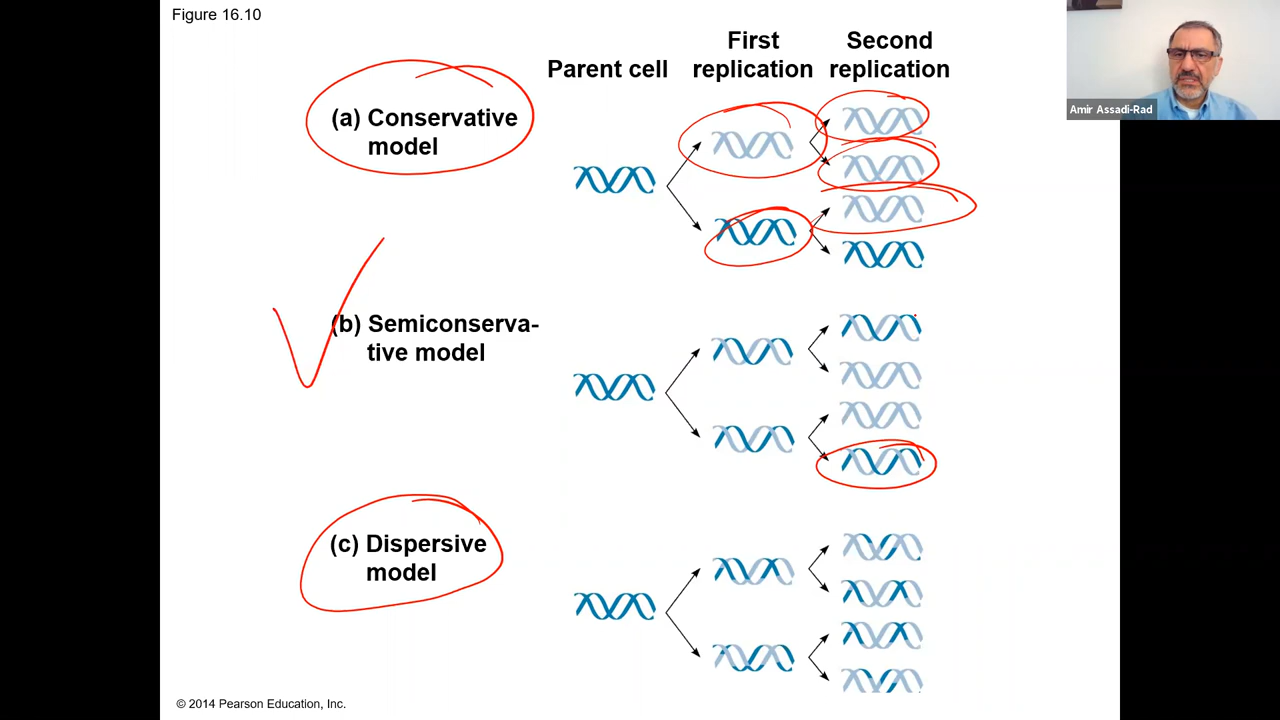 Figure 16.10
First
Second
Parent cell
replication
replication
(a) Conservative
model
(b) Semiconserva-
tive model
(c) Dispersive
model
© 2014 Pearson Education, Inc.
Amir Assadi-Rad